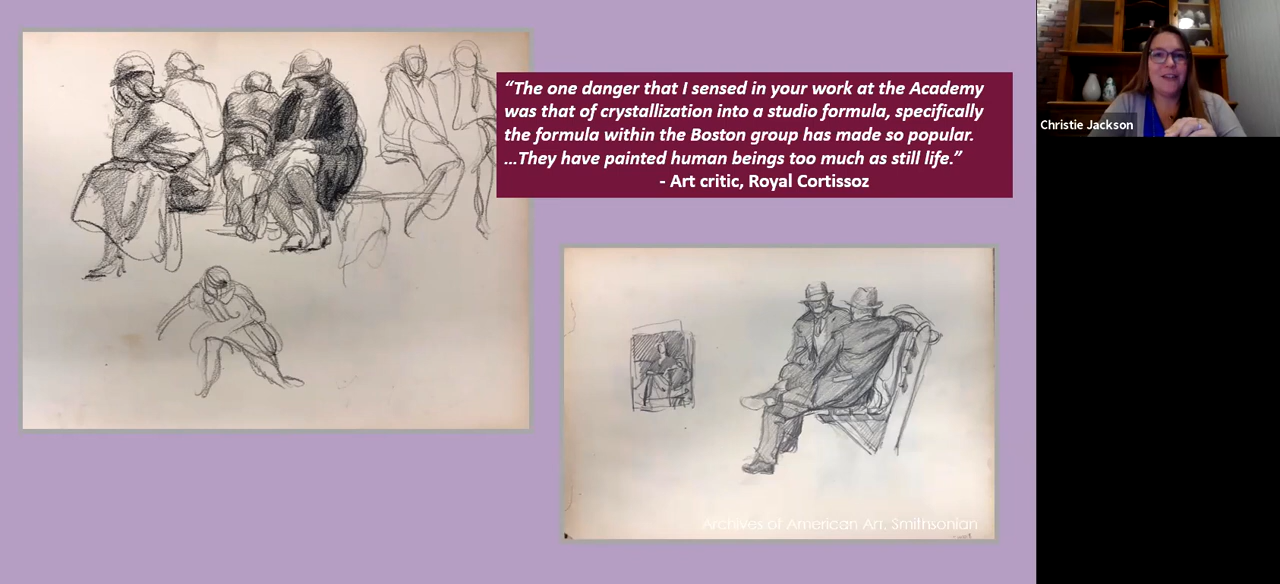 “The one danger that I sensed in your work at the Academy
was that of crystallization into a studio formula, specifically
the formula within the Boston group has made so popular.
…They have painted human beings too much as still life.”
- Art critic, Royal Cortissoz
Christie Jackson
Archives of American Art, Smithsonian